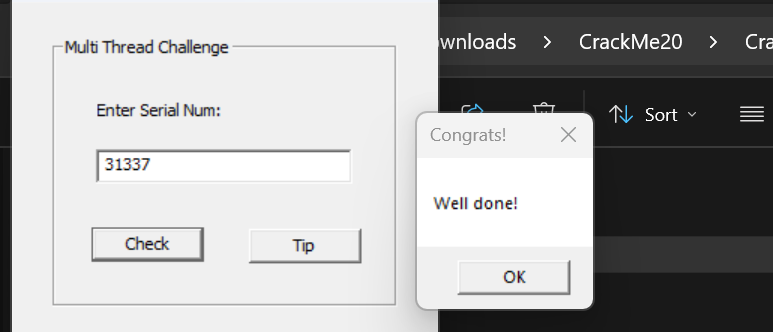 Multi Thread Challenge
wnloads > CrackMe20 > Cra
Enter Serial Num:
Sort
Congrats!
31337
Well done!
Check
Tip
OK